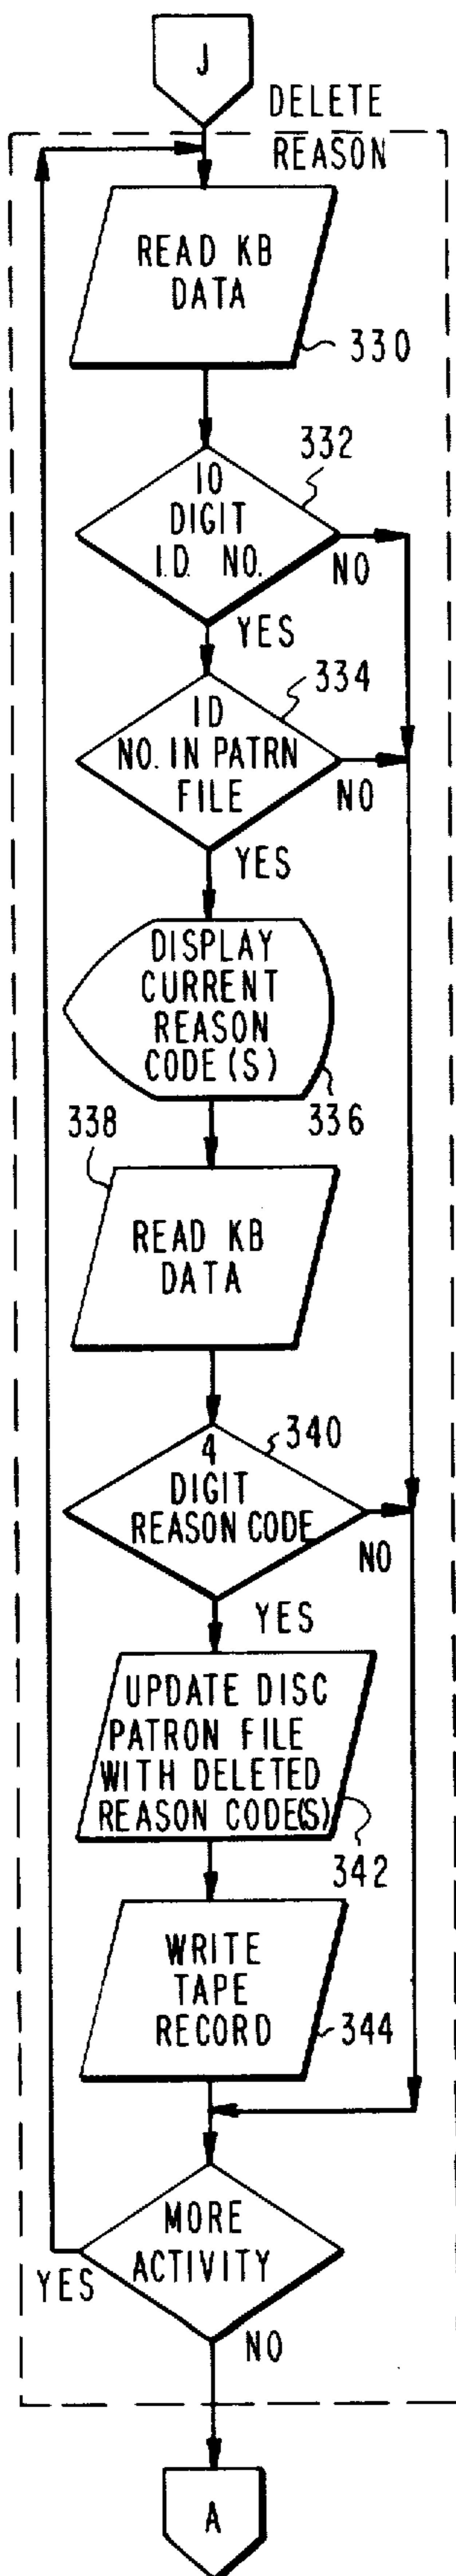 J
DELETE
REASON
READ KB
DATA
330
332
10
DIGIT
I.D. NO.
NO
YES
334
ID
NO. IN PATRN
FILE
NO
YES
DISPLAY
CURRENT
REASON
CODE(S)
336
338
READ KB
DATA
340
4
DIGIT
REASON CODE
NO
YES
UPDATE DISC
PATRON FILE
WITH DELETED
REASON CODE(S)
342
WRITE
TAPE
RECORD
344
MORE
ACTIVITY
YES
NO
A